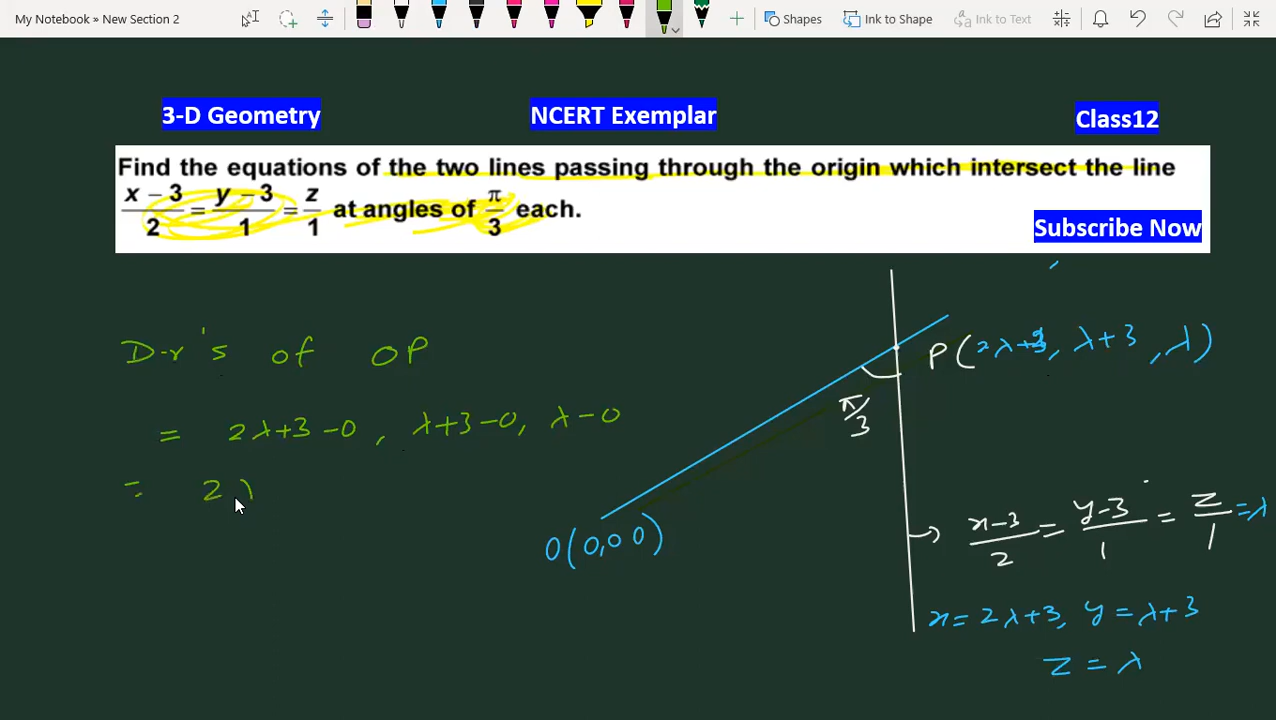 My Notebook » New Section 2
Shapes
Ink to Shape
Ink to Text
3-D Geometry
NCERT Exemplar
Class12
Find the equations of the two lines passing through the origin which intersect the line
x − 3 / 2 = y − 3 / 1 = z / 1 at angles of π / 3 each.
Subscribe Now
D-r's of OP
= 2λ+3-0, λ+3-0, λ-0
= 2λ
P(2λ+3, λ+3, λ)
π/3
O(0,0 0)
x-3 / 2 = y-3 / 1 = z / 1 = λ
x = 2λ+3, y = λ+3
z = λ